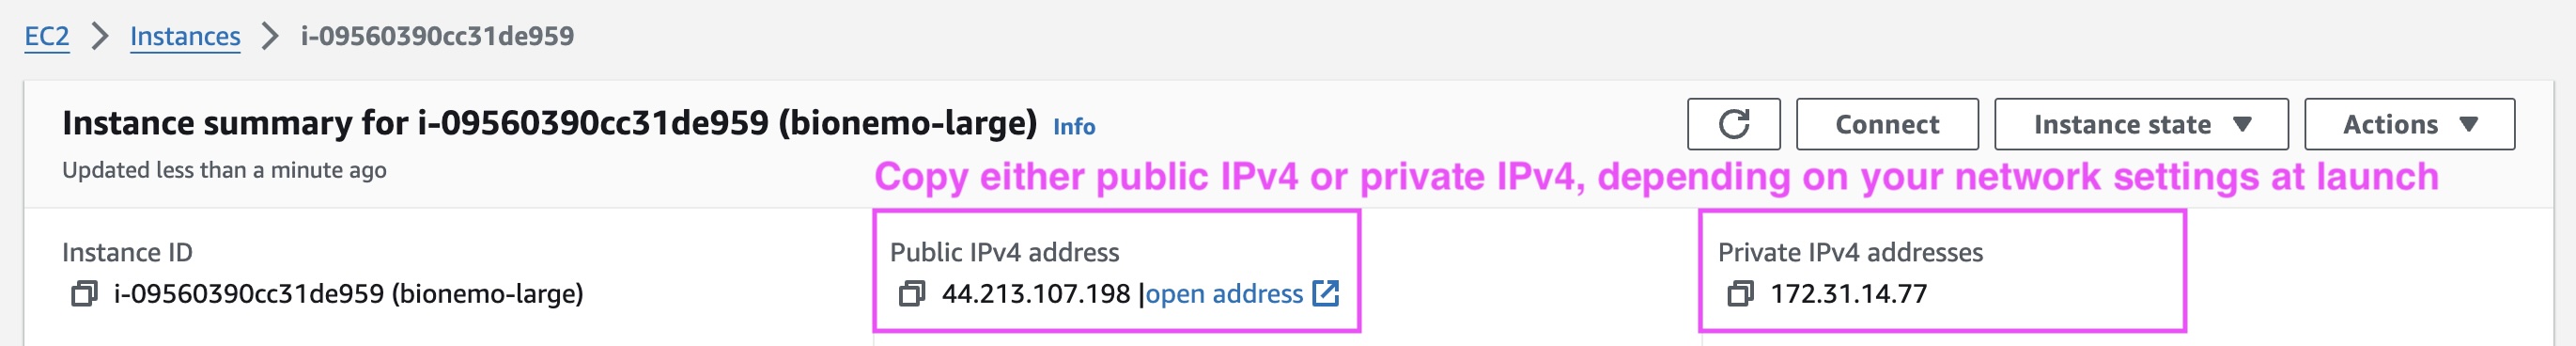 EC2 > Instances > i-09560390cc31de959
Instance summary for i-09560390cc31de959 (bionemo-large) Info
Connect
Instance state
Actions
Updated less than a minute ago
Copy either public IPv4 or private IPv4, depending on your network settings at launch
Instance ID
i-09560390cc31de959 (bionemo-large)
Public IPv4 address
44.213.107.198 |open address
Private IPv4 addresses
172.31.14.77